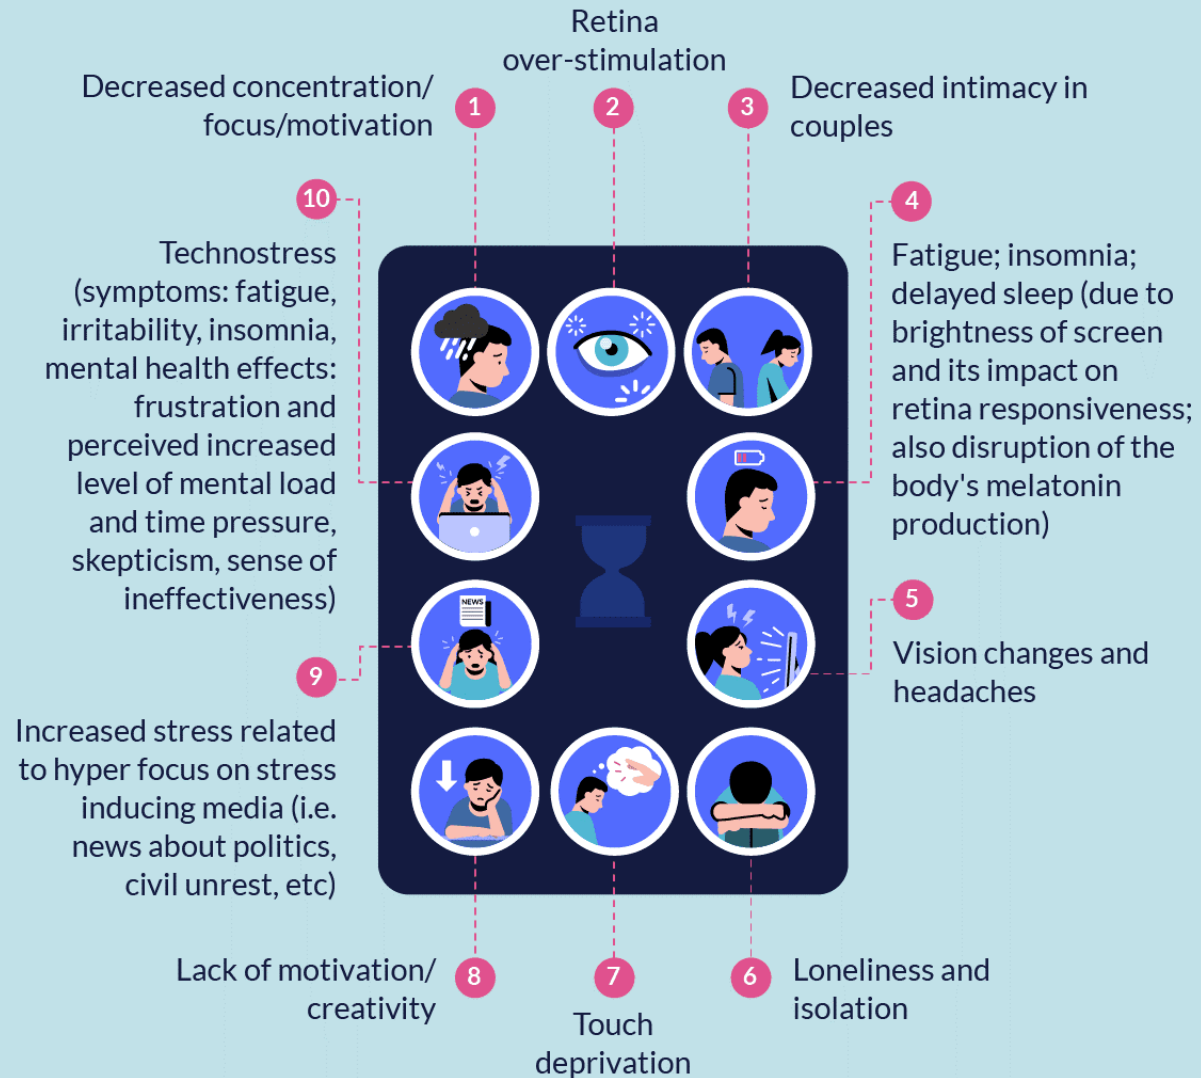 1
Decreased concentration/
focus/motivation
2
Retina
over-stimulation
3
Decreased intimacy in
couples
4
Fatigue; insomnia;
delayed sleep (due to
brightness of screen
and its impact on
retina responsiveness;
also disruption of the
body's melatonin
production)
5
Vision changes and
headaches
6
Loneliness and
isolation
7
Touch
deprivation
8
Lack of motivation/
creativity
9
Increased stress related
to hyper focus on stress
inducing media (i.e.
news about politics,
civil unrest, etc)
10
Technostress
(symptoms: fatigue,
irritability, insomnia,
mental health effects:
frustration and
perceived increased
level of mental load
and time pressure,
skepticism, sense of
ineffectiveness)
NEWS